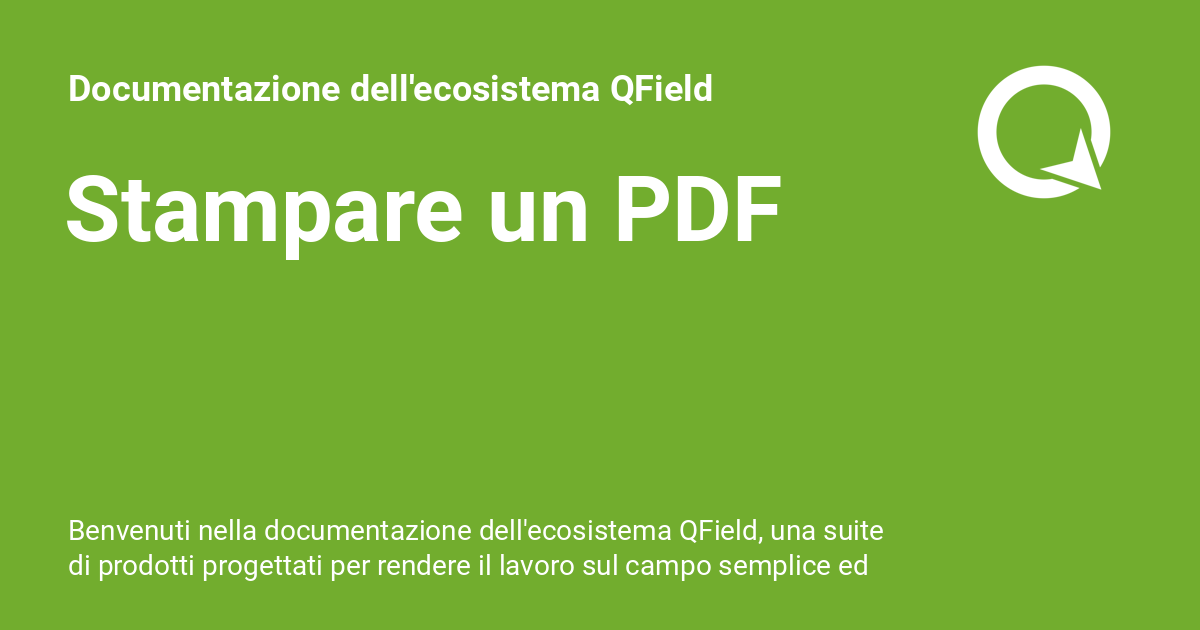 Documentazione dell'ecosistema QField
Stampare un PDF
Benvenuti nella documentazione dell'ecosistema QField, una suite
di prodotti progettati per rendere il lavoro sul campo semplice ed